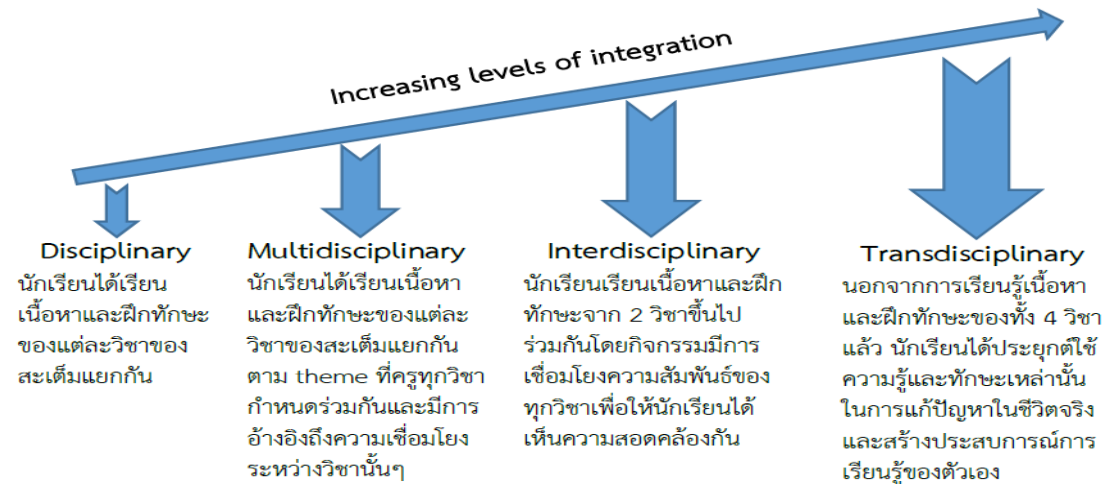 Increasing levels of integration
Disciplinary
นักเรียนได้เรียน
เนื้อหาและฝึกทักษะ
ของแต่ละวิชาของ
สะเต็มแยกกัน
Multidisciplinary
นักเรียนได้เรียนเนื้อหา
และฝึกทักษะของแต่ละ
วิชาของสะเต็มแยกกัน
ตาม theme ที่ครูทุกวิชา
กำหนดร่วมกันและมีการ
อ้างอิงถึงความเชื่อมโยง
ระหว่างวิชานั้นๆ
Interdisciplinary
นักเรียนเรียนเนื้อหาและฝึก
ทักษะจาก 2 วิชาขึ้นไป
ร่วมกันโดยกิจกรรมมีการ
เชื่อมโยงความสัมพันธ์ของ
ทุกวิชาเพื่อให้นักเรียนได้
เห็นความสอดคล้องกัน
Transdisciplinary
นอกจากการเรียนรู้เนื้อหา
และฝึกทักษะของทั้ง 4 วิชา
แล้ว นักเรียนได้ประยุกต์ใช้
ความรู้และทักษะเหล่านั้น
ในการแก้ปัญหาในชีวิตจริง
และสร้างประสบการณ์การ
เรียนรู้ของตัวเอง